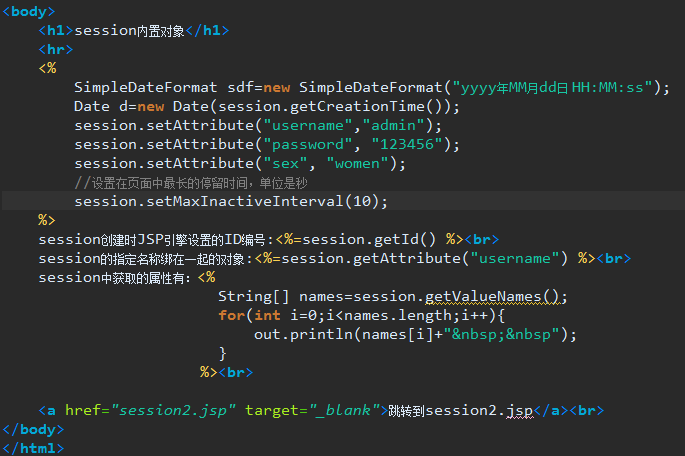 <body>
<h1>session内置对象</h1>
<hr>
<%
SimpleDateFormat sdf=new SimpleDateFormat("yyyy年MM月dd日 HH:MM:ss");
Date d=new Date(session.getCreationTime());
session.setAttribute("username","admin");
session.setAttribute("password", "123456");
session.setAttribute("sex", "women");
//设置在页面中最长的停留时间，单位是秒
session.setMaxInactiveInterval(10);
%>
session创建时JSP引擎设置的ID编号:<%=session.getId() %><br>
session的指定名称绑在一起的对象:<%=session.getAttribute("username") %><br>
session中获取的属性有：<%
String[] names=session.getValueNames();
for(int i=0;i<names.length;i++){
out.println(names[i]+"&nbsp;&nbsp");
}
%><br>
<a href="session2.jsp" target="_blank">跳转到session2.jsp</a><br>
</body>
</html>